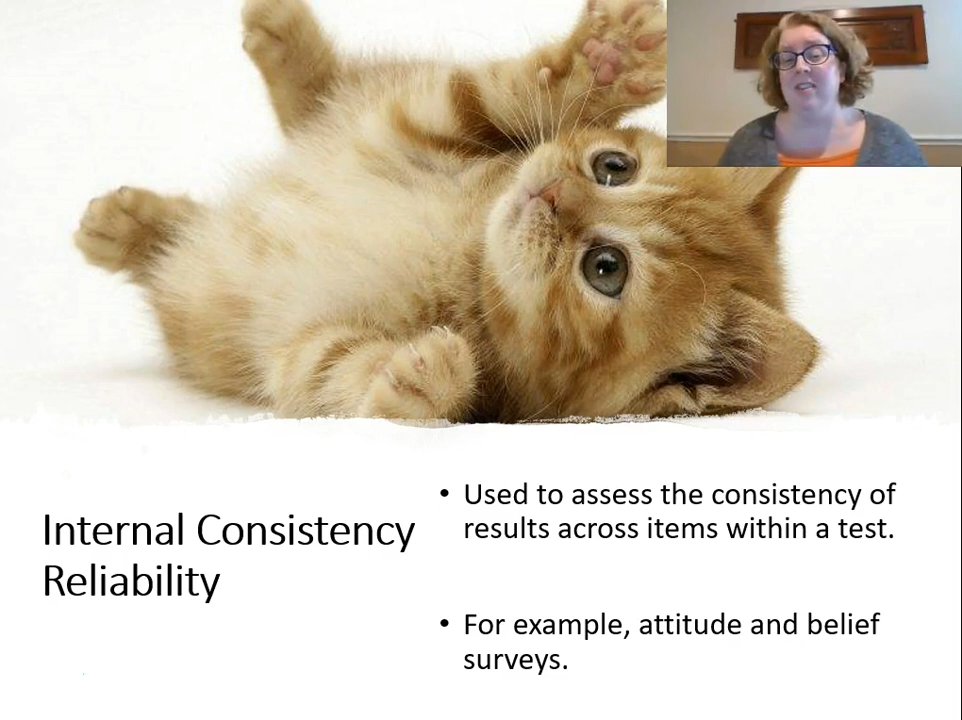 Internal Consistency
Reliability
• Used to assess the consistency of
results across items within a test.
• For example, attitude and belief
surveys.